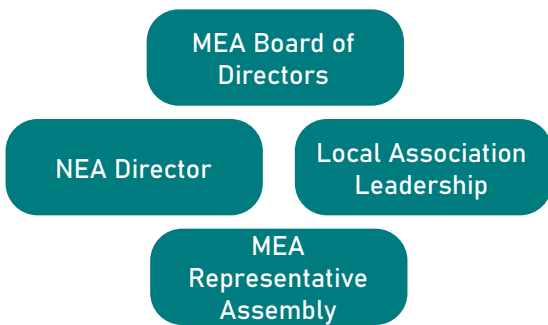 MEA Board of
Directors
NEA Director
Local Association
Leadership
MEA
Representative
Assembly